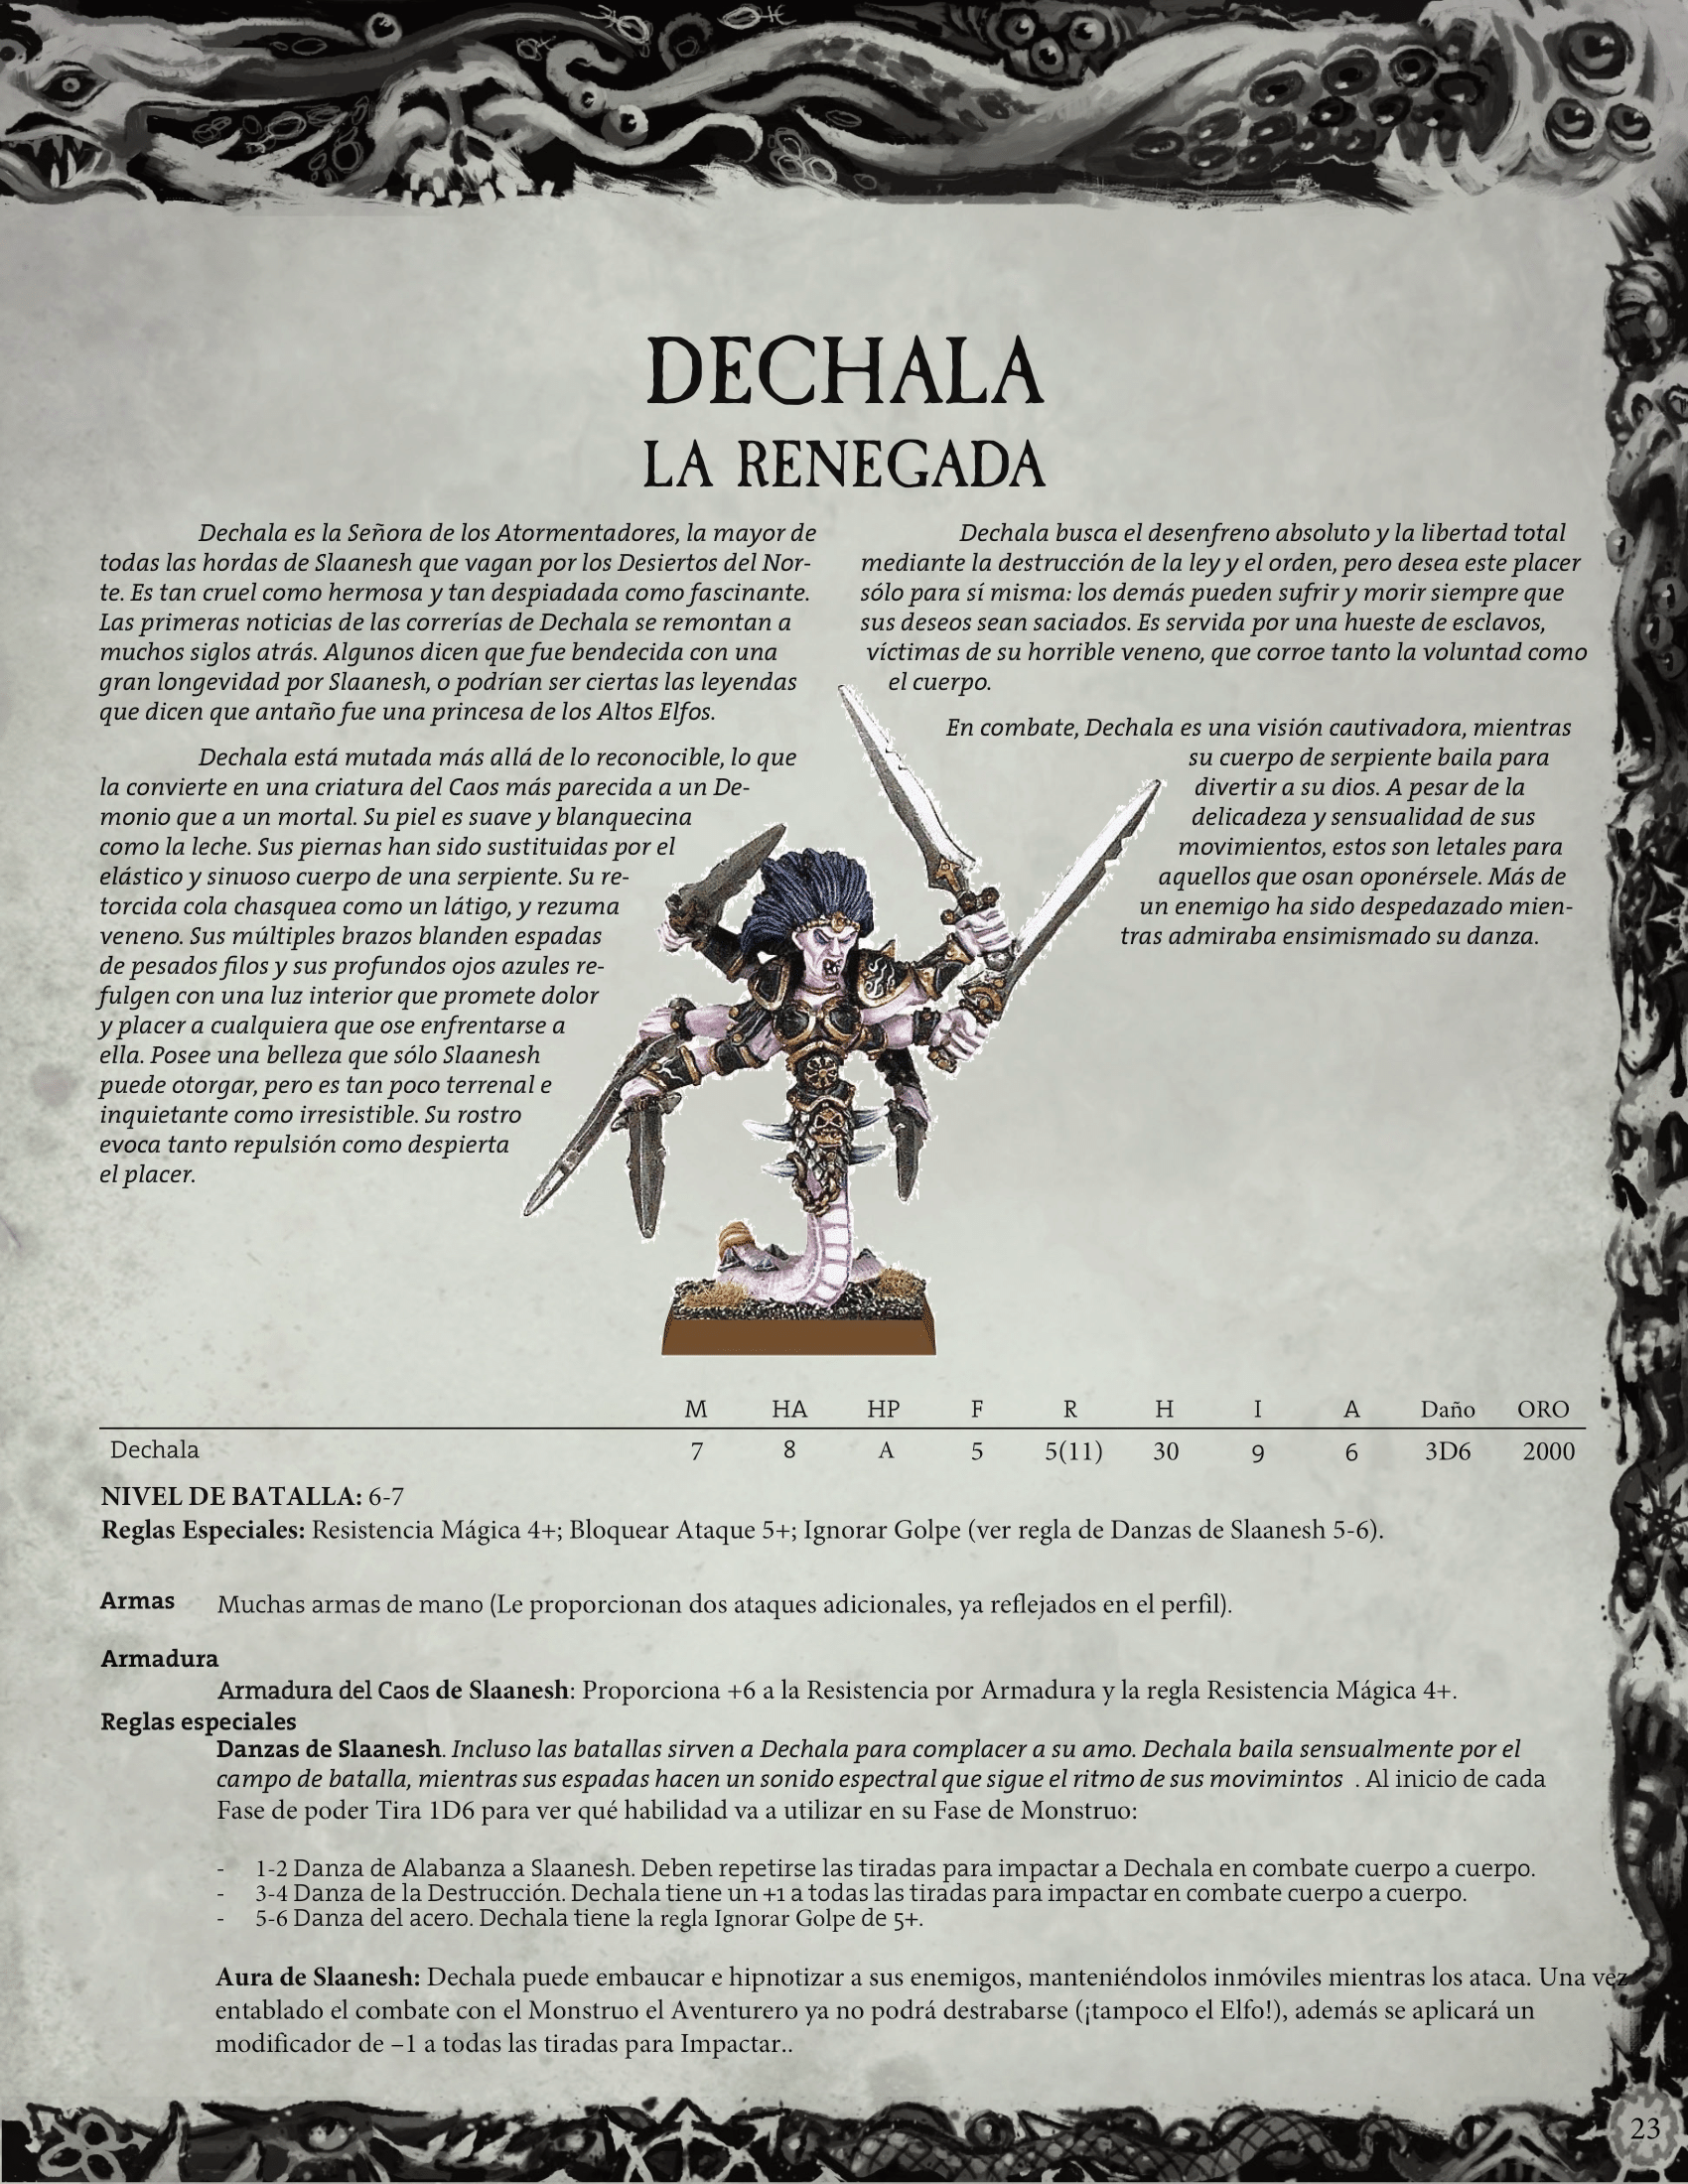 DECHALA
LA RENEGADA
Dechala es la Señora de los Atormentadores, la mayor de
todas las hordas de Slaanesh que vagan por los Desiertos del Nor-
te. Es tan cruel como hermosa y tan despiadada como fascinante.
Las primeras noticias de las correrías de Dechala se remontan a
muchos siglos atrás. Algunos dicen que fue bendecida con una
gran longevidad por Slaanesh, o podrían ser ciertas las leyendas
que dicen que antaño fue una princesa de los Altos Elfos.
Dechala está mutada más allá de lo reconocible, lo que
la convierte en una criatura del Caos más parecida a un De-
monio que a un mortal. Su piel es suave y blanquecina
como la leche. Sus piernas han sido sustituidas por el
elástico y sinuoso cuerpo de una serpiente. Su re-
torcida cola chasquea como un látigo, y rezuma
veneno. Sus múltiples brazos blanden espadas
de pesados filos y sus profundos ojos azules re-
fulgen con una luz interior que promete dolor
y placer a cualquiera que ose enfrentarse a
ella. Posee una belleza que sólo Slaanesh
puede otorgar, pero es tan poco terrenal e
inquietante como irresistible. Su rostro
evoca tanto repulsión como despierta
el placer.
Dechala busca el desenfreno absoluto y la libertad total
mediante la destrucción de la ley y el orden, pero desea este placer
sólo para sí misma: los demás pueden sufrir y morir siempre que
sus deseos sean saciados. Es servida por una hueste de esclavos,
víctimas de su horrible veneno, que corroe tanto la voluntad como
el cuerpo.
En combate, Dechala es una visión cautivadora, mientras
su cuerpo de serpiente baila para
divertir a su dios. A pesar de la
delicadeza y sensualidad de sus
movimientos, estos son letales para
aquellos que osan oponérsele. Más de
un enemigo ha sido despedazado mien-
tras admiraba ensimismado su danza.
M HA HP F R H I A Daño ORO
Dechala 7 8 A 5 5(11) 30 9 6 3D6 2000
NIVEL DE BATALLA: 6-7
Reglas Especiales: Resistencia Mágica 4+; Bloquear Ataque 5+; Ignorar Golpe (ver regla de Danzas de Slaanesh 5-6).
Armas Muchas armas de mano (Le proporcionan dos ataques adicionales, ya reflejados en el perfil).
Armadura
Armadura del Caos de Slaanesh: Proporciona +6 a la Resistencia por Armadura y la regla Resistencia Mágica 4+.
Reglas especiales
Danzas de Slaanesh. Incluso las batallas sirven a Dechala para complacer a su amo. Dechala baila sensualmente por el
campo de batalla, mientras sus espadas hacen un sonido espectral que sigue el ritmo de sus movimintos . Al inicio de cada
Fase de poder Tira 1D6 para ver qué habilidad va a utilizar en su Fase de Monstruo:
- 1-2 Danza de Alabanza a Slaanesh. Deben repetirse las tiradas para impactar a Dechala en combate cuerpo a cuerpo.
- 3-4 Danza de la Destrucción. Dechala tiene un +1 a todas las tiradas para impactar en combate cuerpo a cuerpo.
- 5-6 Danza del acero. Dechala tiene la regla Ignorar Golpe de 5+.
Aura de Slaanesh: Dechala puede embaucar e hipnotizar a sus enemigos, manteniéndolos inmóviles mientras los ataca. Una vez
entablado el combate con el Monstruo el Aventurero ya no podrá destrabarse (¡tampoco el Elfo!), además se aplicará un
modificador de –1 a todas las tiradas para Impactar..
23